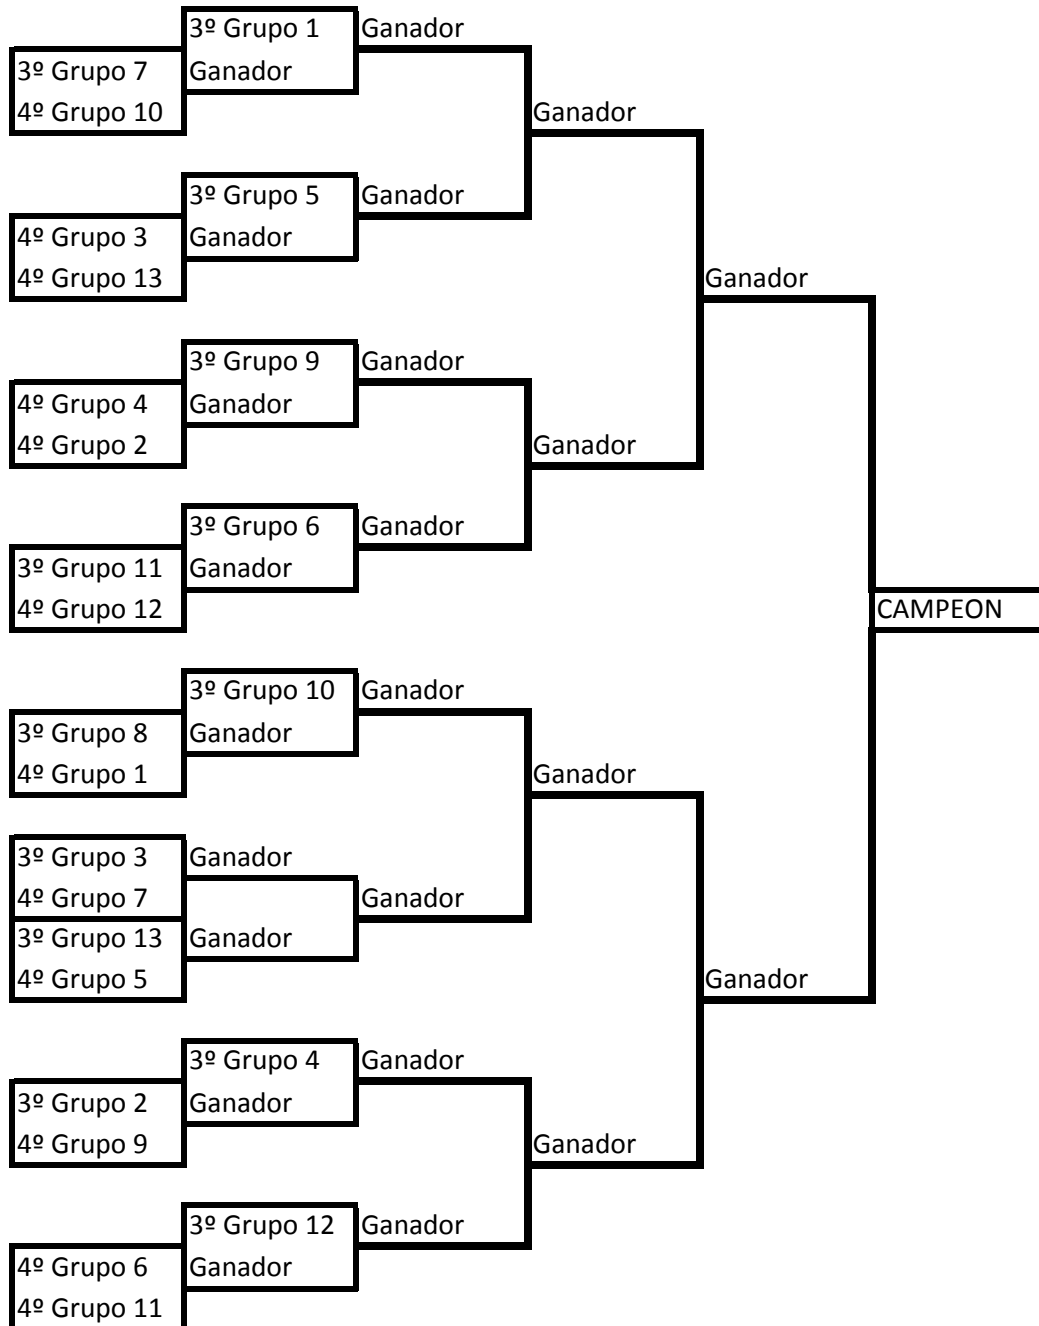 3º Grupo 1 Ganador
3º Grupo 7 Ganador
4º Grupo 10 Ganador
3º Grupo 5 Ganador
4º Grupo 3 Ganador
4º Grupo 13 Ganador
3º Grupo 9 Ganador
4º Grupo 4 Ganador
4º Grupo 2 Ganador
3º Grupo 6 Ganador
3º Grupo 11 Ganador
4º Grupo 12 CAMPEON
3º Grupo 10 Ganador
3º Grupo 8 Ganador
4º Grupo 1 Ganador
3º Grupo 3 Ganador
4º Grupo 7 Ganador
3º Grupo 13 Ganador
4º Grupo 5 Ganador
3º Grupo 4 Ganador
3º Grupo 2 Ganador
4º Grupo 9 Ganador
3º Grupo 12 Ganador
4º Grupo 6 Ganador
4º Grupo 11